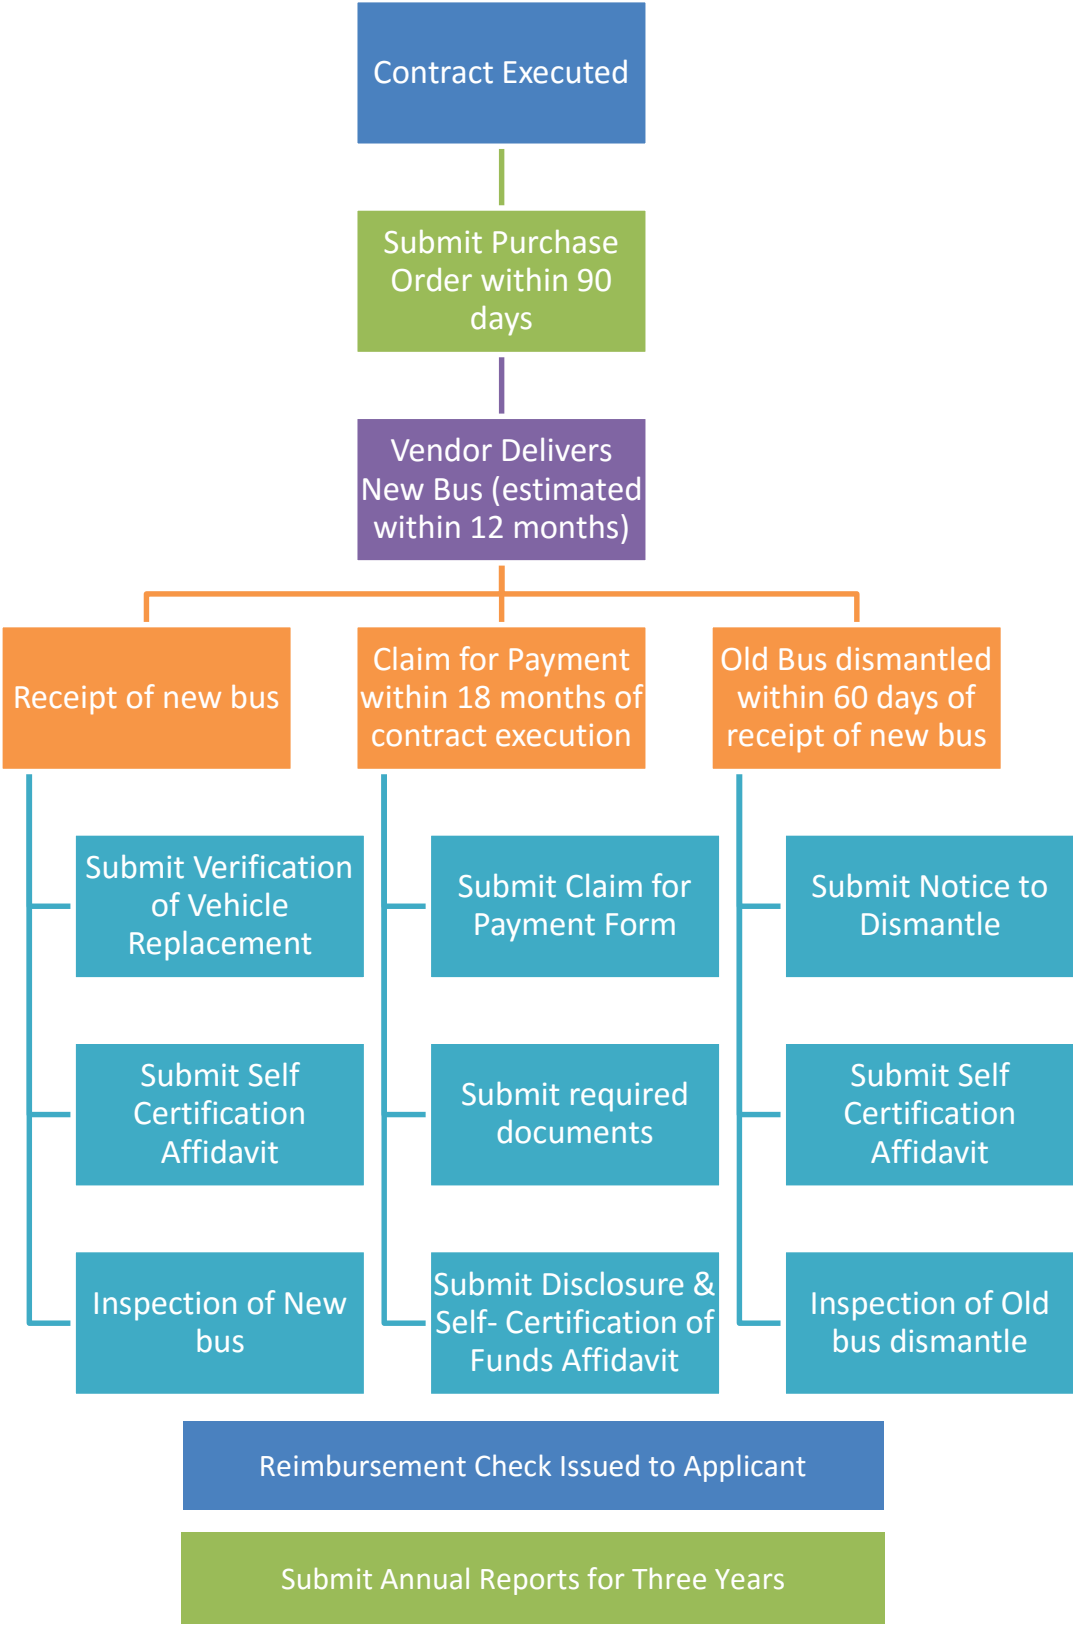 Contract Executed
Submit Purchase
Order within 90
days
Vendor Delivers
New Bus (estimated
within 12 months)
Receipt of new bus
Claim for Payment
within 18 months of
contract execution
Old Bus dismantled
within 60 days of
receipt of new bus
Submit Verification
of Vehicle
Replacement
Submit Claim for
Payment Form
Submit Notice to
Dismantle
Submit Self
Certification
Affidavit
Submit required
documents
Submit Self
Certification
Affidavit
Inspection of New
bus
Submit Disclosure &
Self- Certification of
Funds Affidavit
Inspection of Old
bus dismantle
Reimbursement Check Issued to Applicant
Submit Annual Reports for Three Years